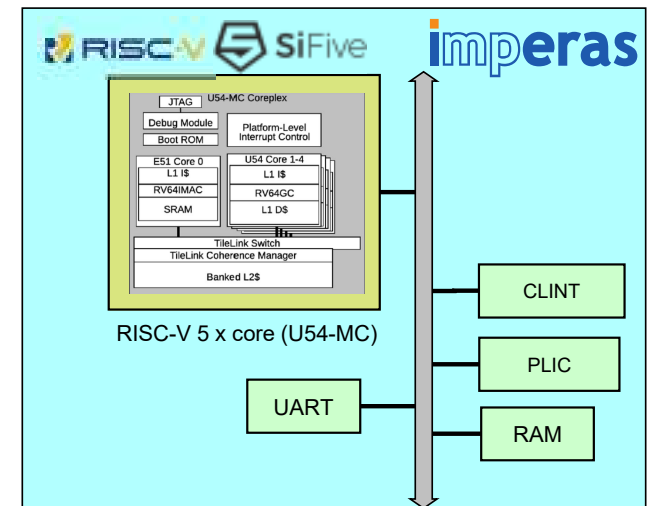 RISC-V SiFive imperas
JTAG
U54-MC Coreplex
Debug Module
Boot ROM
Platform-Level
Interrupt Control
E51 Core 0
L1 I$
RV64IMAC
SRAM
U54 Core 1-4
L1 I$
RV64GC
L1 D$
TileLink Switch
TileLink Coherence Manager
Banked L2$
RISC-V 5 x core (U54-MC)
CLINT
PLIC
UART
RAM